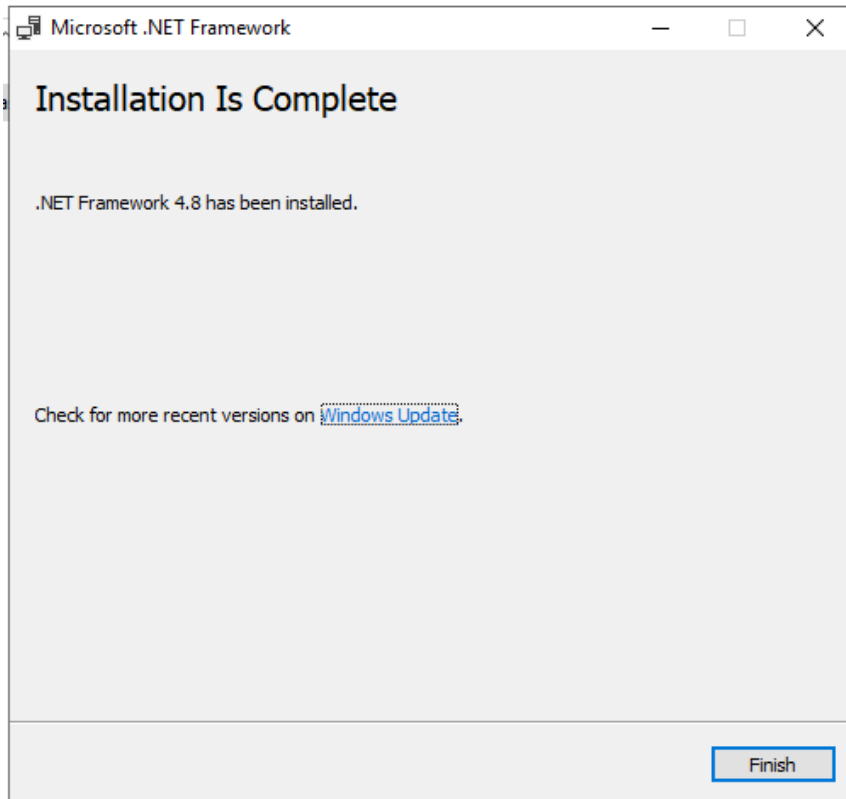 Microsoft .NET Framework
Installation Is Complete
.NET Framework 4.8 has been installed.
Check for more recent versions on Windows Update.
Finish